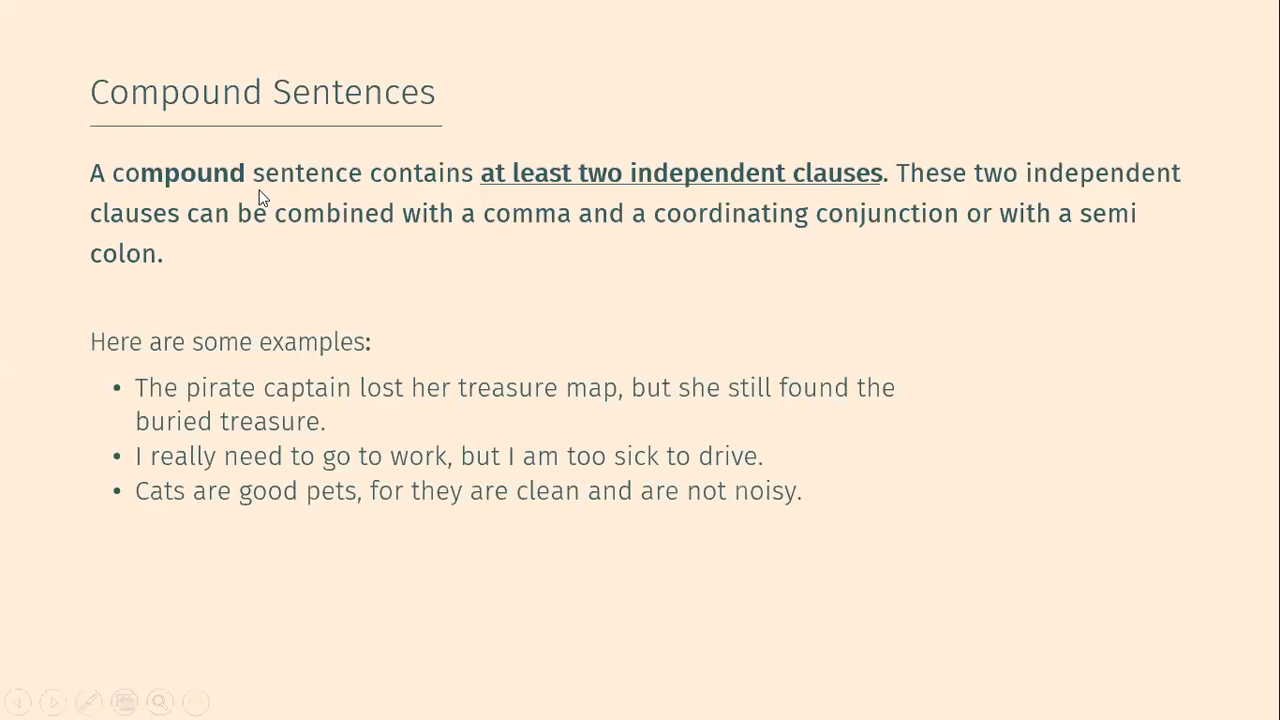 Compound Sentences
A compound sentence contains at least two independent clauses. These two independent
clauses can be combined with a comma and a coordinating conjunction or with a semi
colon.
Here are some examples:
• The pirate captain lost her treasure map, but she still found the
buried treasure.
• I really need to go to work, but I am too sick to drive.
• Cats are good pets, for they are clean and are not noisy.